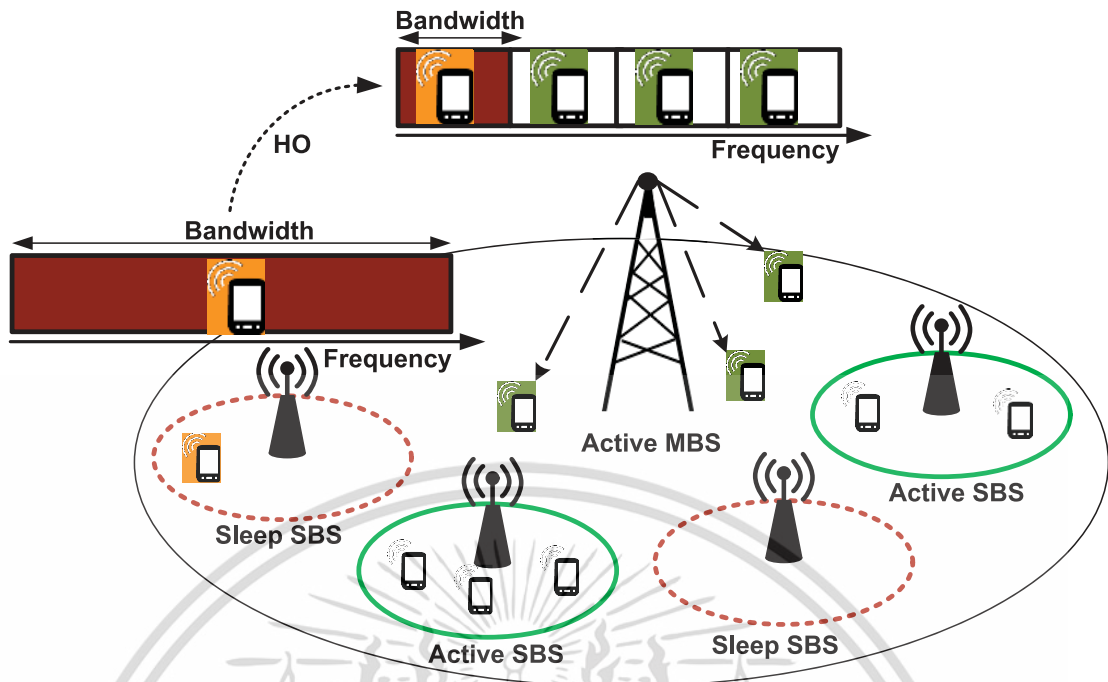 Bandwidth
Frequency
HO
Bandwidth
Frequency
Active MBS
Active SBS
Sleep SBS
Active SBS
Sleep SBS